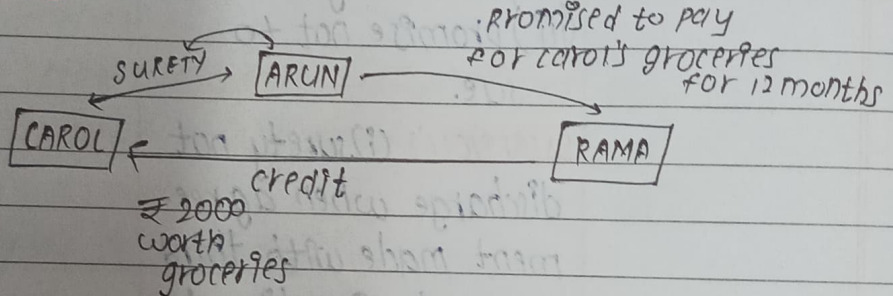 : Promised to pay
for carol's groceries
for 12 months
SURETY
ARUN
CAROL
RAMA
credit
₹ 2000
worth
groceries